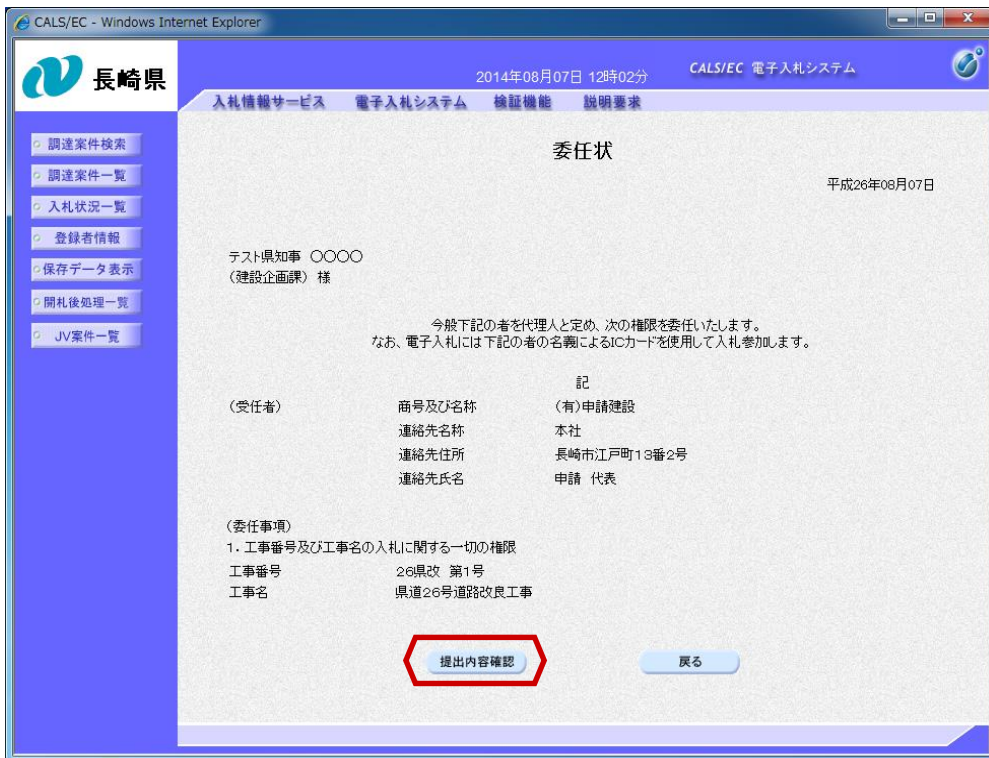 CALS/EC - Windows Internet Explorer
長崎県
2014年08月07日 12時02分
CALS/EC 電子入札システム
入札情報サービス 電子入札システム 検証機能 説明要求
調達案件検索
調達案件一覧
入札状況一覧
登録者情報
保存データ表示
開札後処理一覧
JV案件一覧
委任状
平成26年08月07日
テスト県知事 〇〇〇〇
（建設企画課） 様
今般下記の者を代理人と定め、次の権限を委任いたします。
なお、電子入札には下記の者の名義によるICカードを使用して入札参加します。
記
（受任者） 商号及び名称 （有）申請建設
連絡先名称 本社
連絡先住所 長崎市江戸町13番2号
連絡先氏名 申請 代表
（委任事項）
1．工事番号及び工事名の入札に関する一切の権限
工事番号 26県改 第1号
工事名 県道26号道路改良工事
提出内容確認 戻る